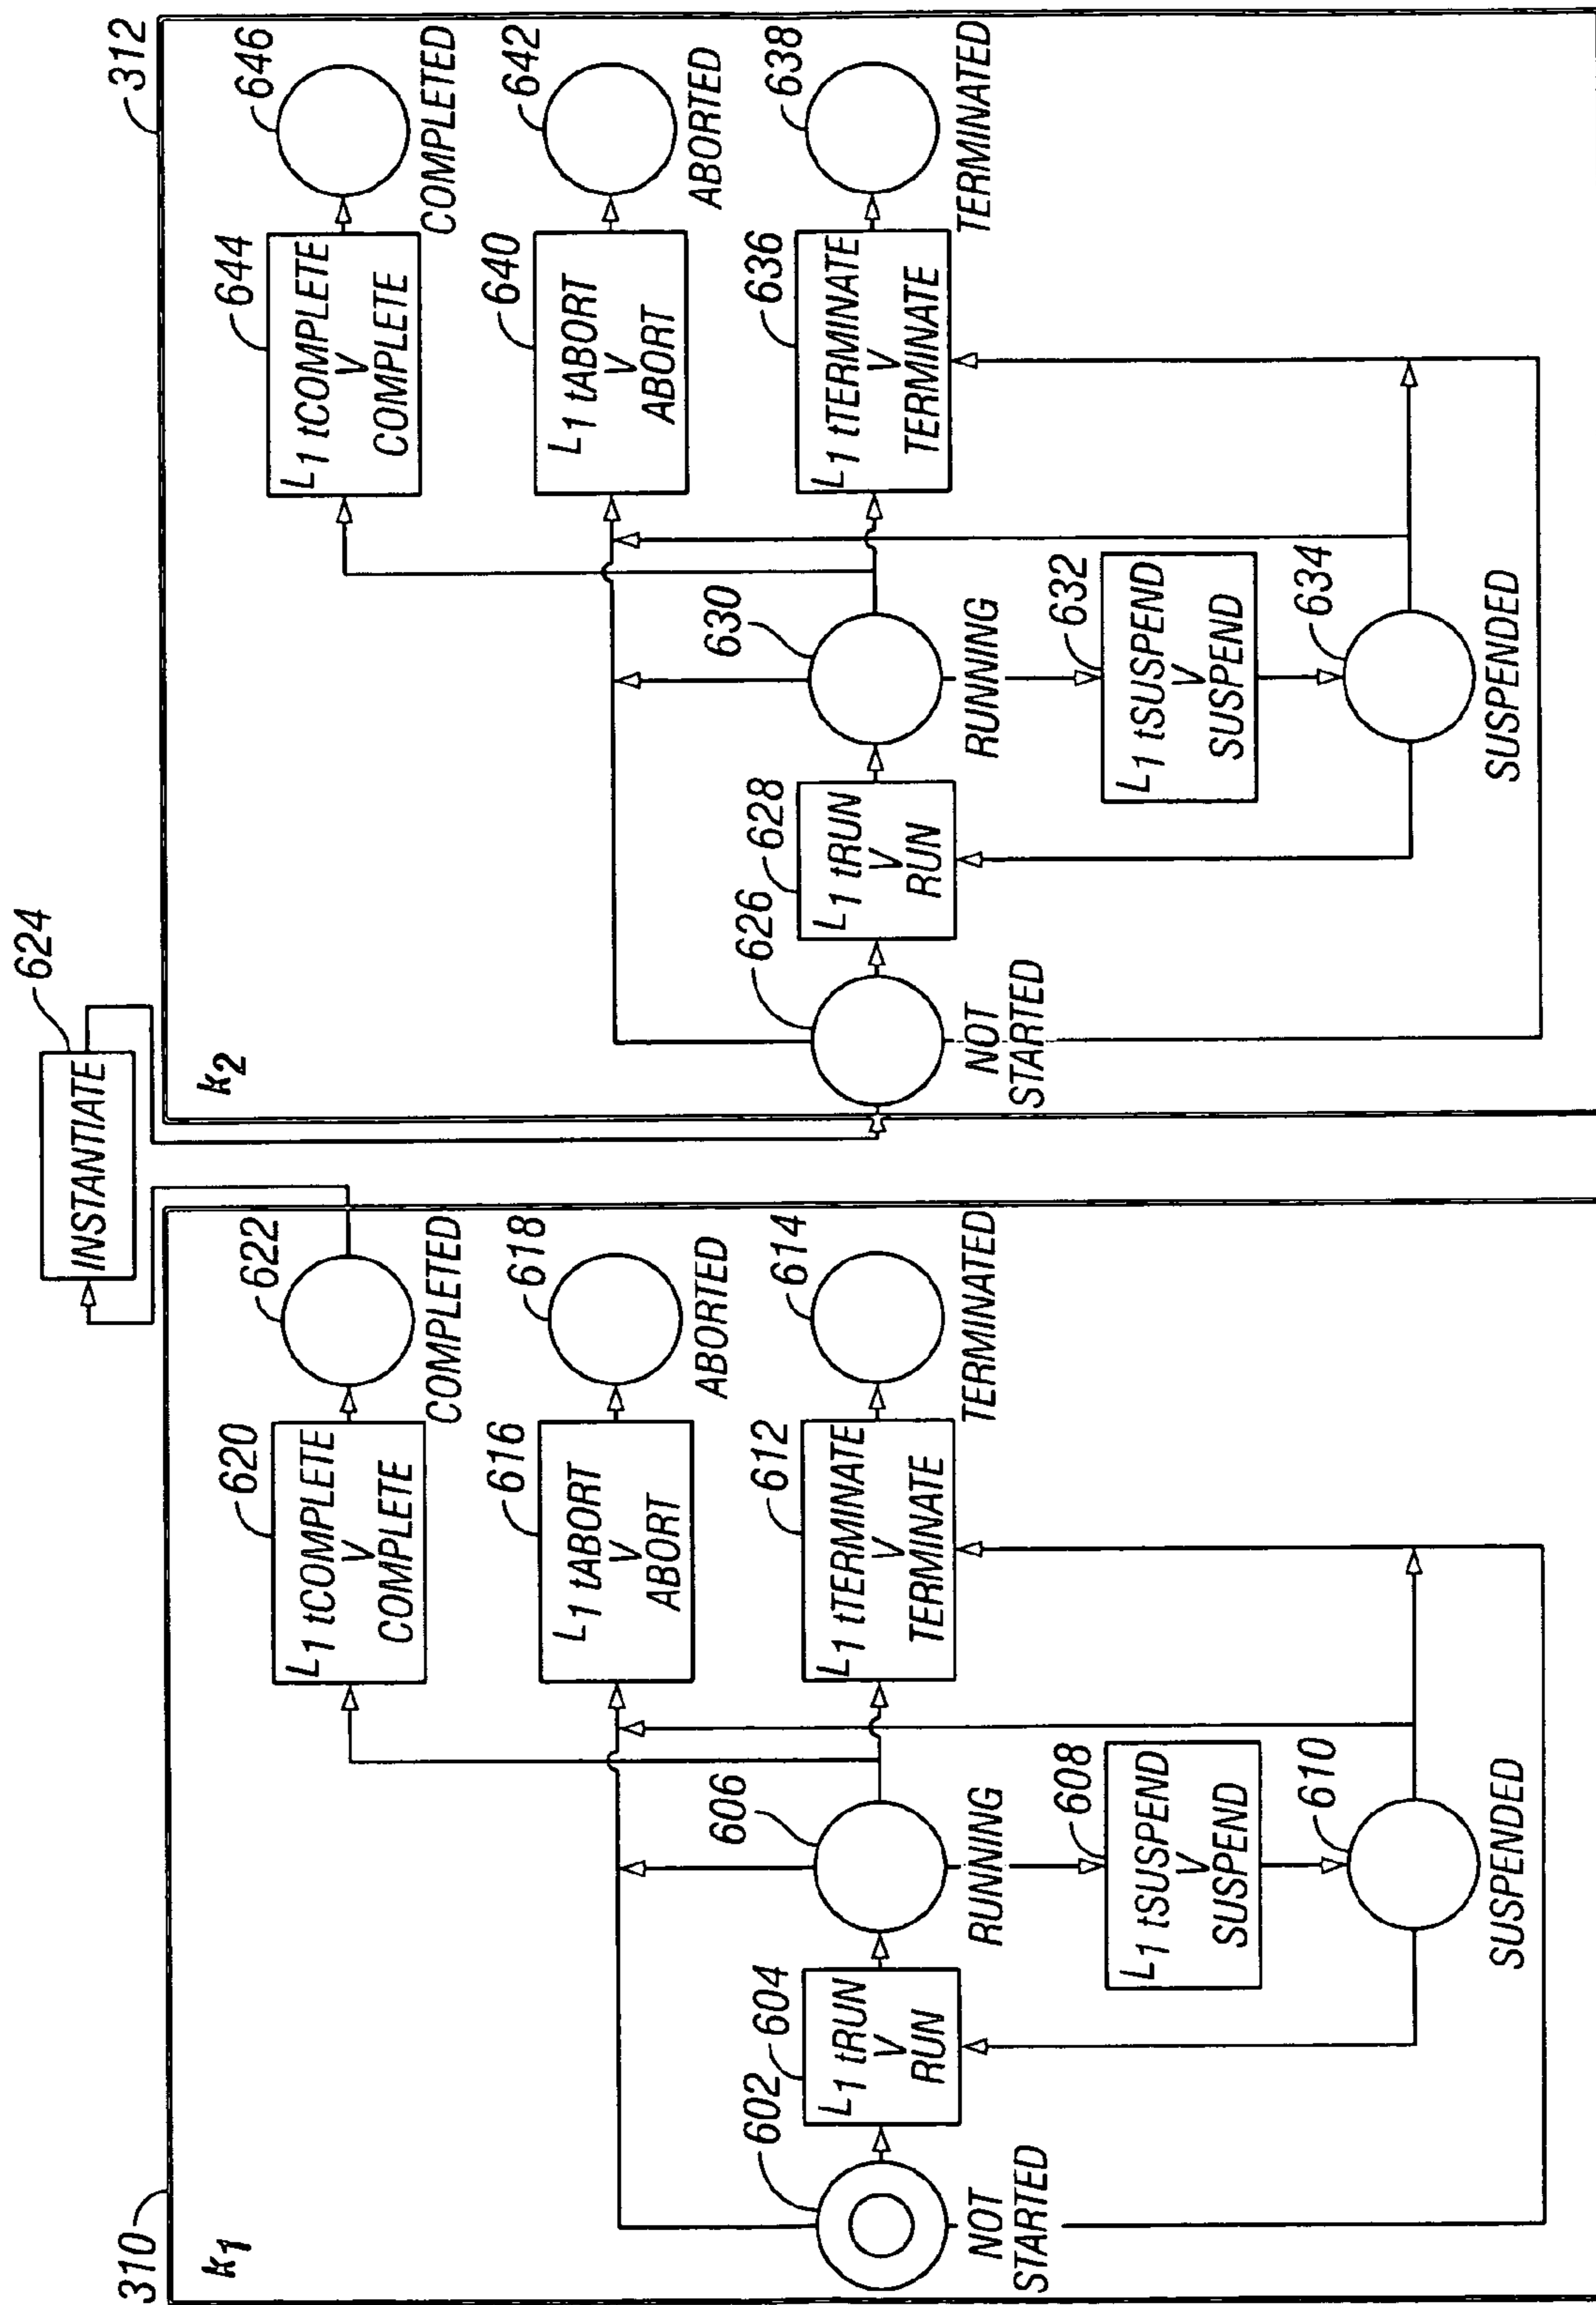 310
k1
602
NOT
STARTED
604
L1 tRUN
V
RUN
606
RUNNING
608
L1 tSUSPEND
V
SUSPEND
610
SUSPENDED
612
L1 tTERMINATE
V
TERMINATE
614
TERMINATED
616
L1 tABORT
V
ABORT
618
ABORTED
620
L1 tCOMPLETE
V
COMPLETE
622
COMPLETED
INSTANTIATE
624
312
k2
626
NOT
STARTED
628
L1 tRUN
V
RUN
630
RUNNING
632
L1 tSUSPEND
V
SUSPEND
634
SUSPENDED
636
L1 tTERMINATE
V
TERMINATE
638
TERMINATED
640
L1 tABORT
V
ABORT
642
ABORTED
644
L1 tCOMPLETE
V
COMPLETE
646
COMPLETED